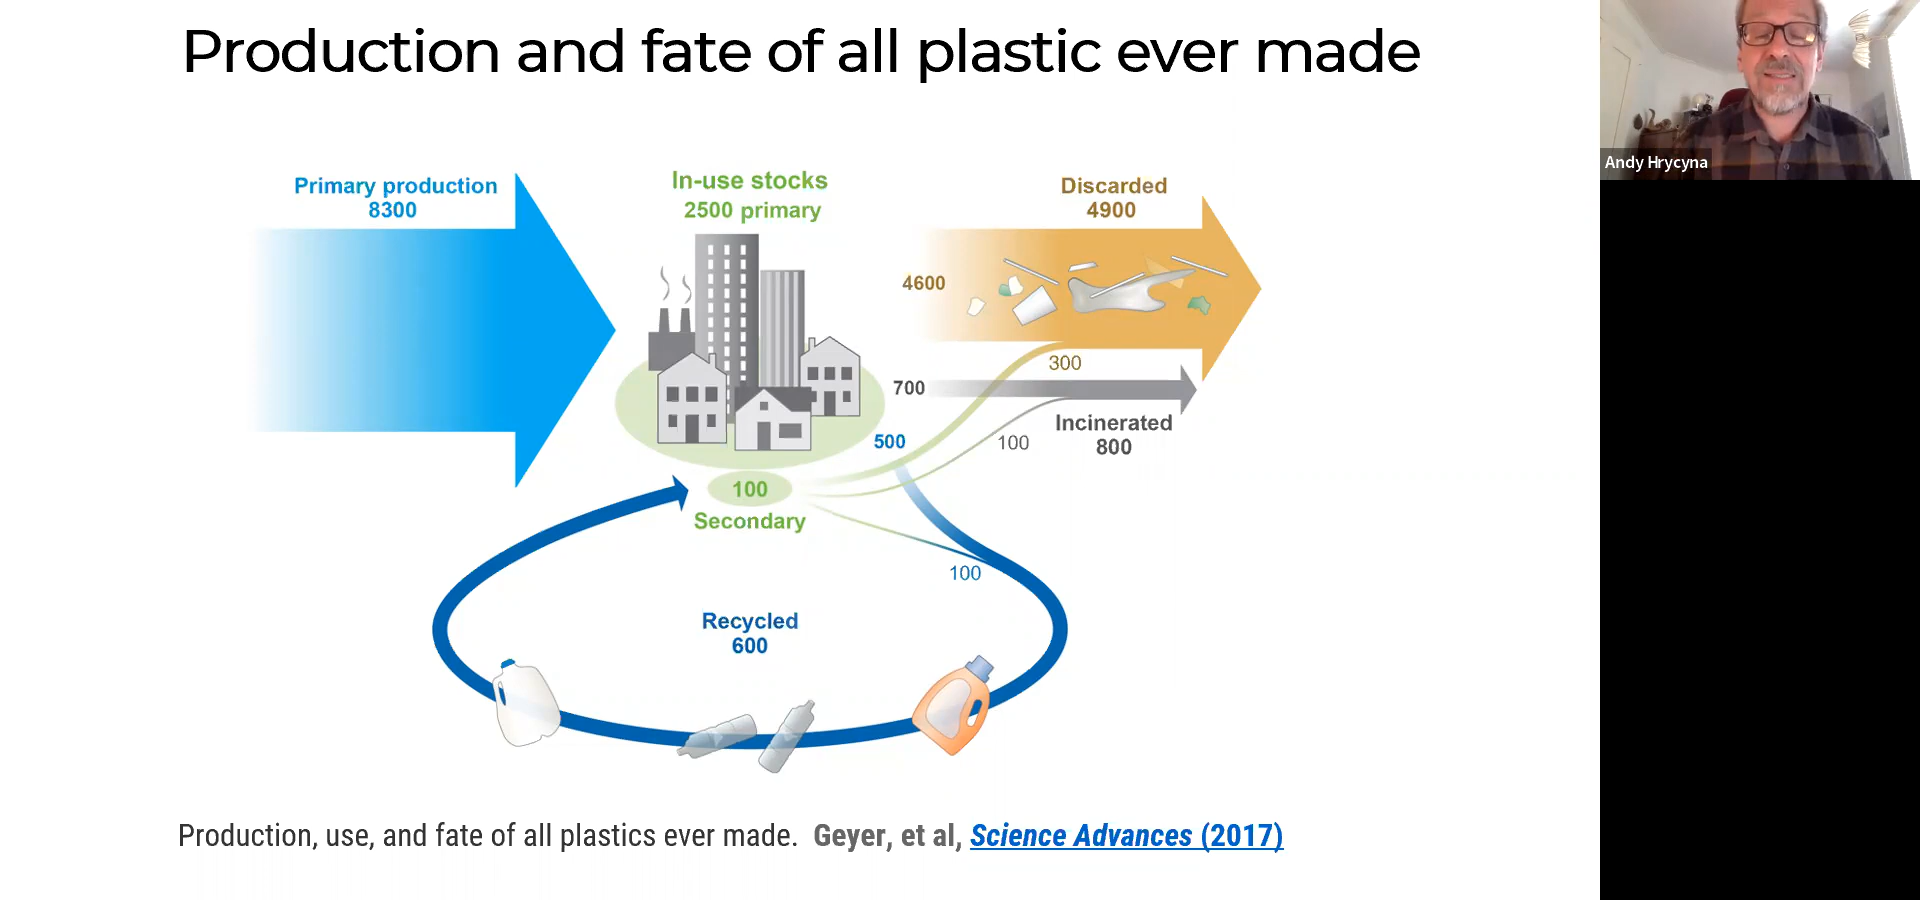 Production and fate of all plastic ever made
Andy Hrycyna
Primary production
8300
In-use stocks
2500 primary
Discarded
4900
4600
300
700
Incinerated
800
500
100
100
Secondary
100
Recycled
600
Production, use, and fate of all plastics ever made. Geyer, et al, Science Advances (2017)